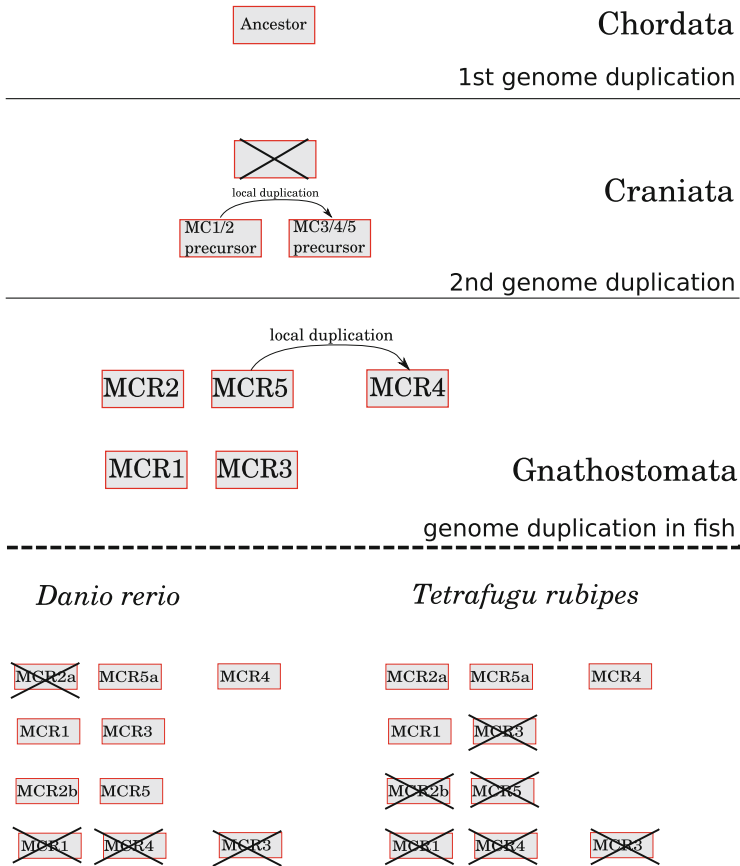 Ancestor
Chordata
1st genome duplication
local duplication
MC1/2
precursor
MC3/4/5
precursor
Craniata
2nd genome duplication
local duplication
MCR2
MCR5
MCR4
MCR1
MCR3
Gnathostomata
genome duplication in fish
Danio rerio
Tetrafugu rubipes
MCR2a
MCR5a
MCR4
MCR2a
MCR5a
MCR4
MCR1
MCR3
MCR1
MCR3
MCR2b
MCR5
MCR2b
MCR5
MCR1
MCR4
MCR3
MCR1
MCR4
MCR3